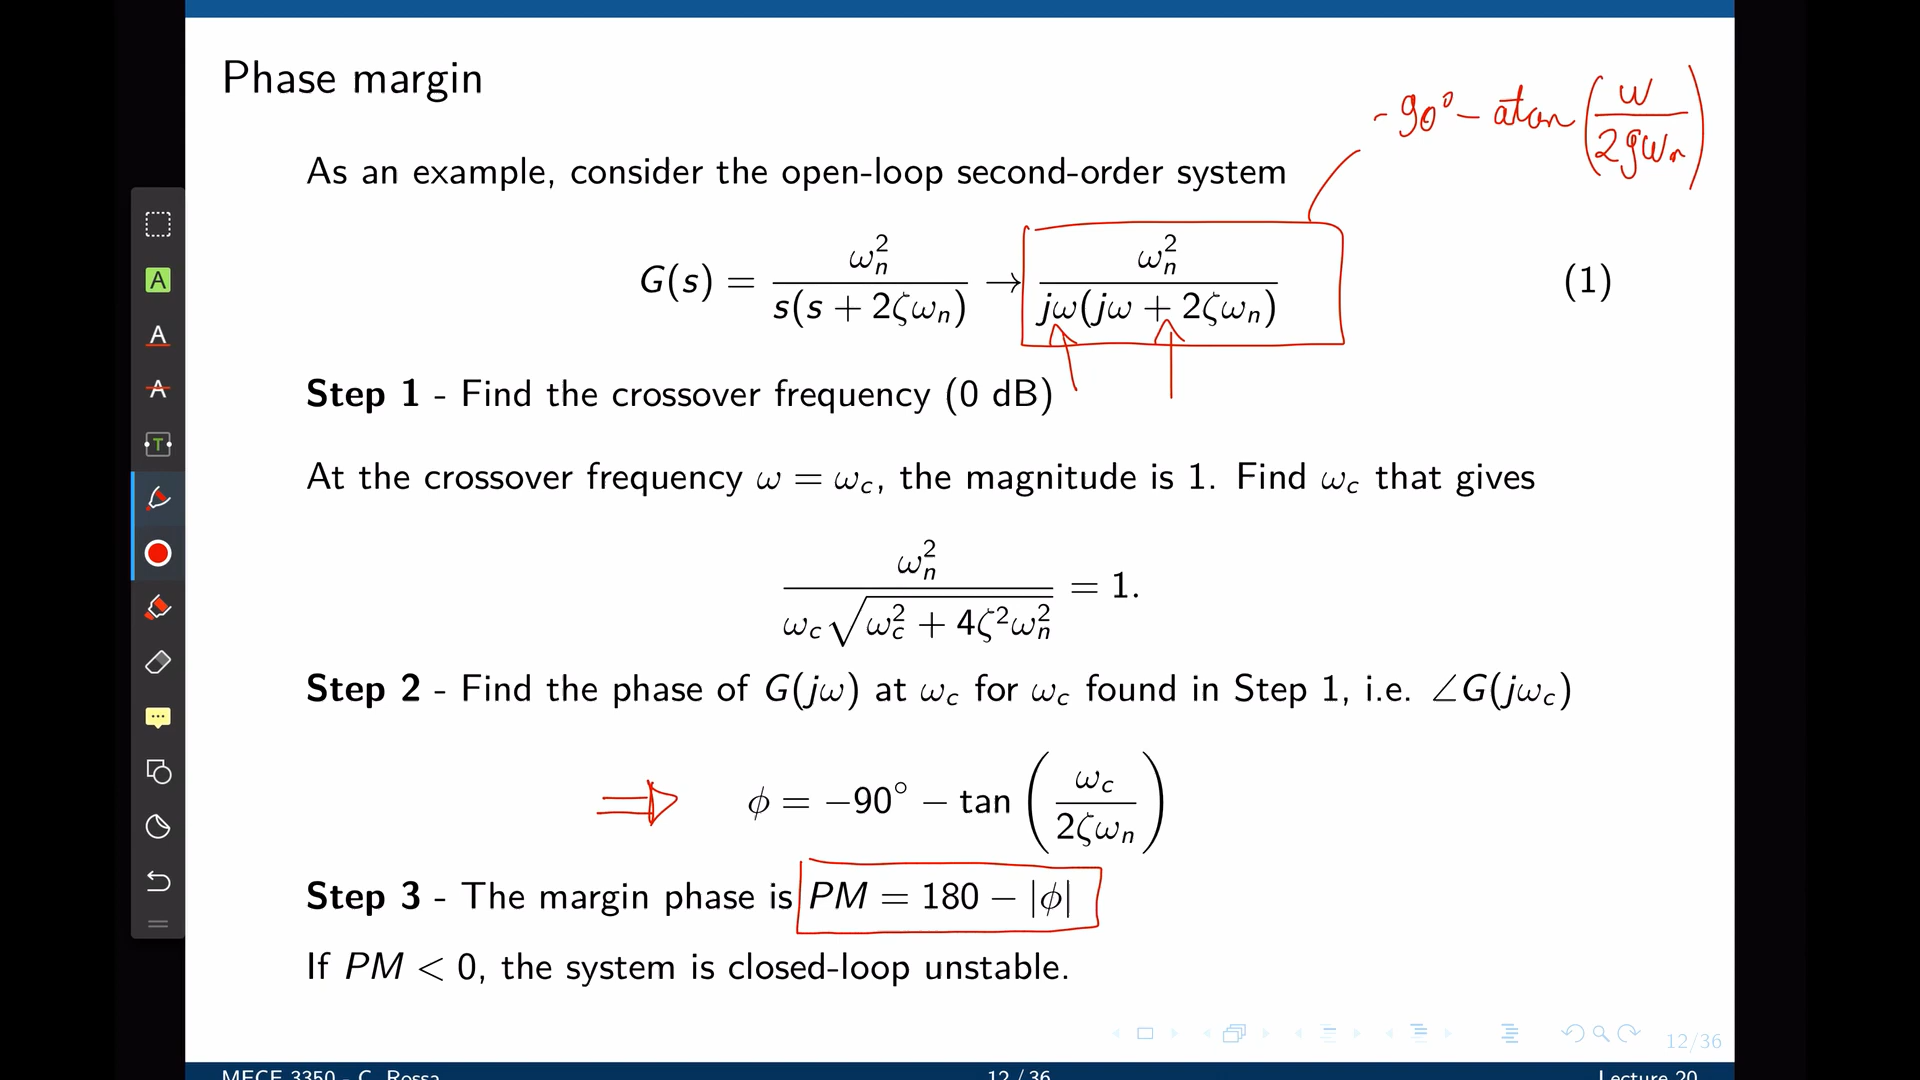 Phase margin
-90° - atan (ω / 2ζωn)
As an example, consider the open-loop second-order system
G(s) = ωn² / s(s + 2ζωn) → ωn² / jω(jω + 2ζωn) (1)
Step 1 - Find the crossover frequency (0 dB)
At the crossover frequency ω = ωc, the magnitude is 1. Find ωc that gives
ωn² / ωc√(ωc² + 4ζ²ωn²) = 1.
Step 2 - Find the phase of G(jω) at ωc for ωc found in Step 1, i.e. ∠G(jωc)
⇒ ϕ = −90° − tan (ωc / 2ζωn)
Step 3 - The margin phase is PM = 180 − |ϕ|
If PM < 0, the system is closed-loop unstable.
12/36
MECE 3350 - C. Rossa 12 / 36 Lecture 20